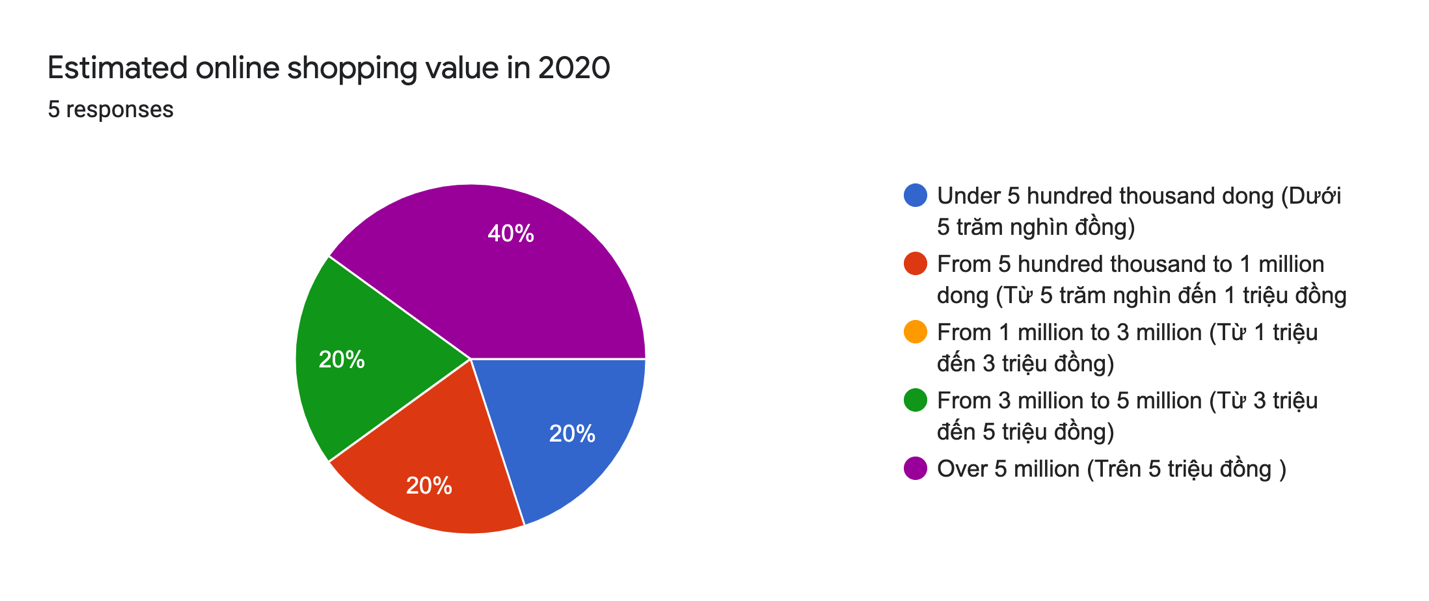 Estimated online shopping value in 2020
5 responses
40%
20%
20%
20%
Under 5 hundred thousand dong (Dưới
5 trăm nghìn đồng)
From 5 hundred thousand to 1 million
dong (Từ 5 trăm nghìn đến 1 triệu đồng
From 1 million to 3 million (Từ 1 triệu
đến 3 triệu đồng)
From 3 million to 5 million (Từ 3 triệu
đến 5 triệu đồng)
Over 5 million (Trên 5 triệu đồng )